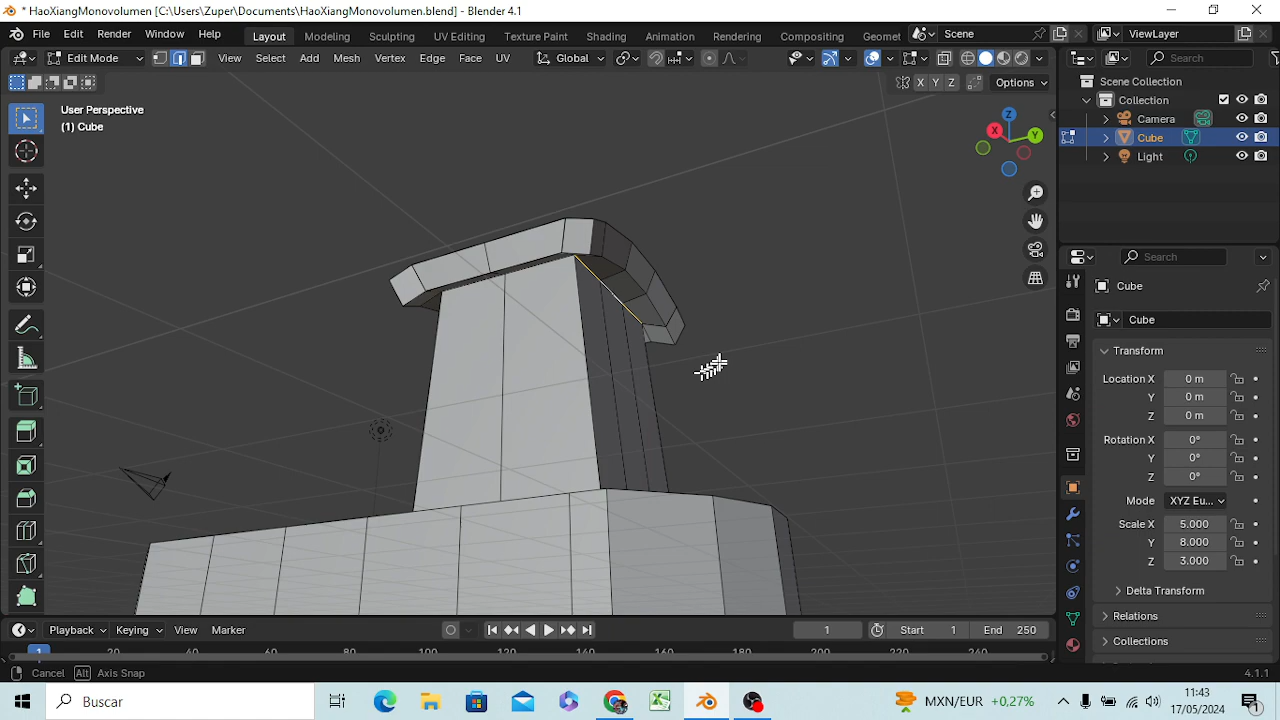 * HaoXiangMonovolumen [C:\Users\Zuper\Documents\HaoXiangMonovolumen.blend] - Blender 4.1
File Edit Render Window Help Layout Modeling Sculpting UV Editing Texture Paint Shading Animation Rendering Compositing Geomet Scene ViewLayer
Edit Mode View Select Add Mesh Vertex Edge Face UV Global Search
X Y Z Options
User Perspective
(1) Cube
Z
X
Y
Scene Collection
Collection
Camera
Cube
Light
Search
Cube
Cube
Transform
Location X 0 m
Y 0 m
Z 0 m
Rotation X 0°
Y 0°
Z 0°
Mode XYZ Eu...
Scale X 5.000
Y 8.000
Z 3.000
Delta Transform
Relations
Collections
Playback Keying View Marker 1 Start 1 End 250
1 20 40 60 80 100 120 140 160 180 200 220 240
Cancel Alt Axis Snap 4.1.1
Buscar MXN/EUR +0,27% 11:43
17/05/2024
1